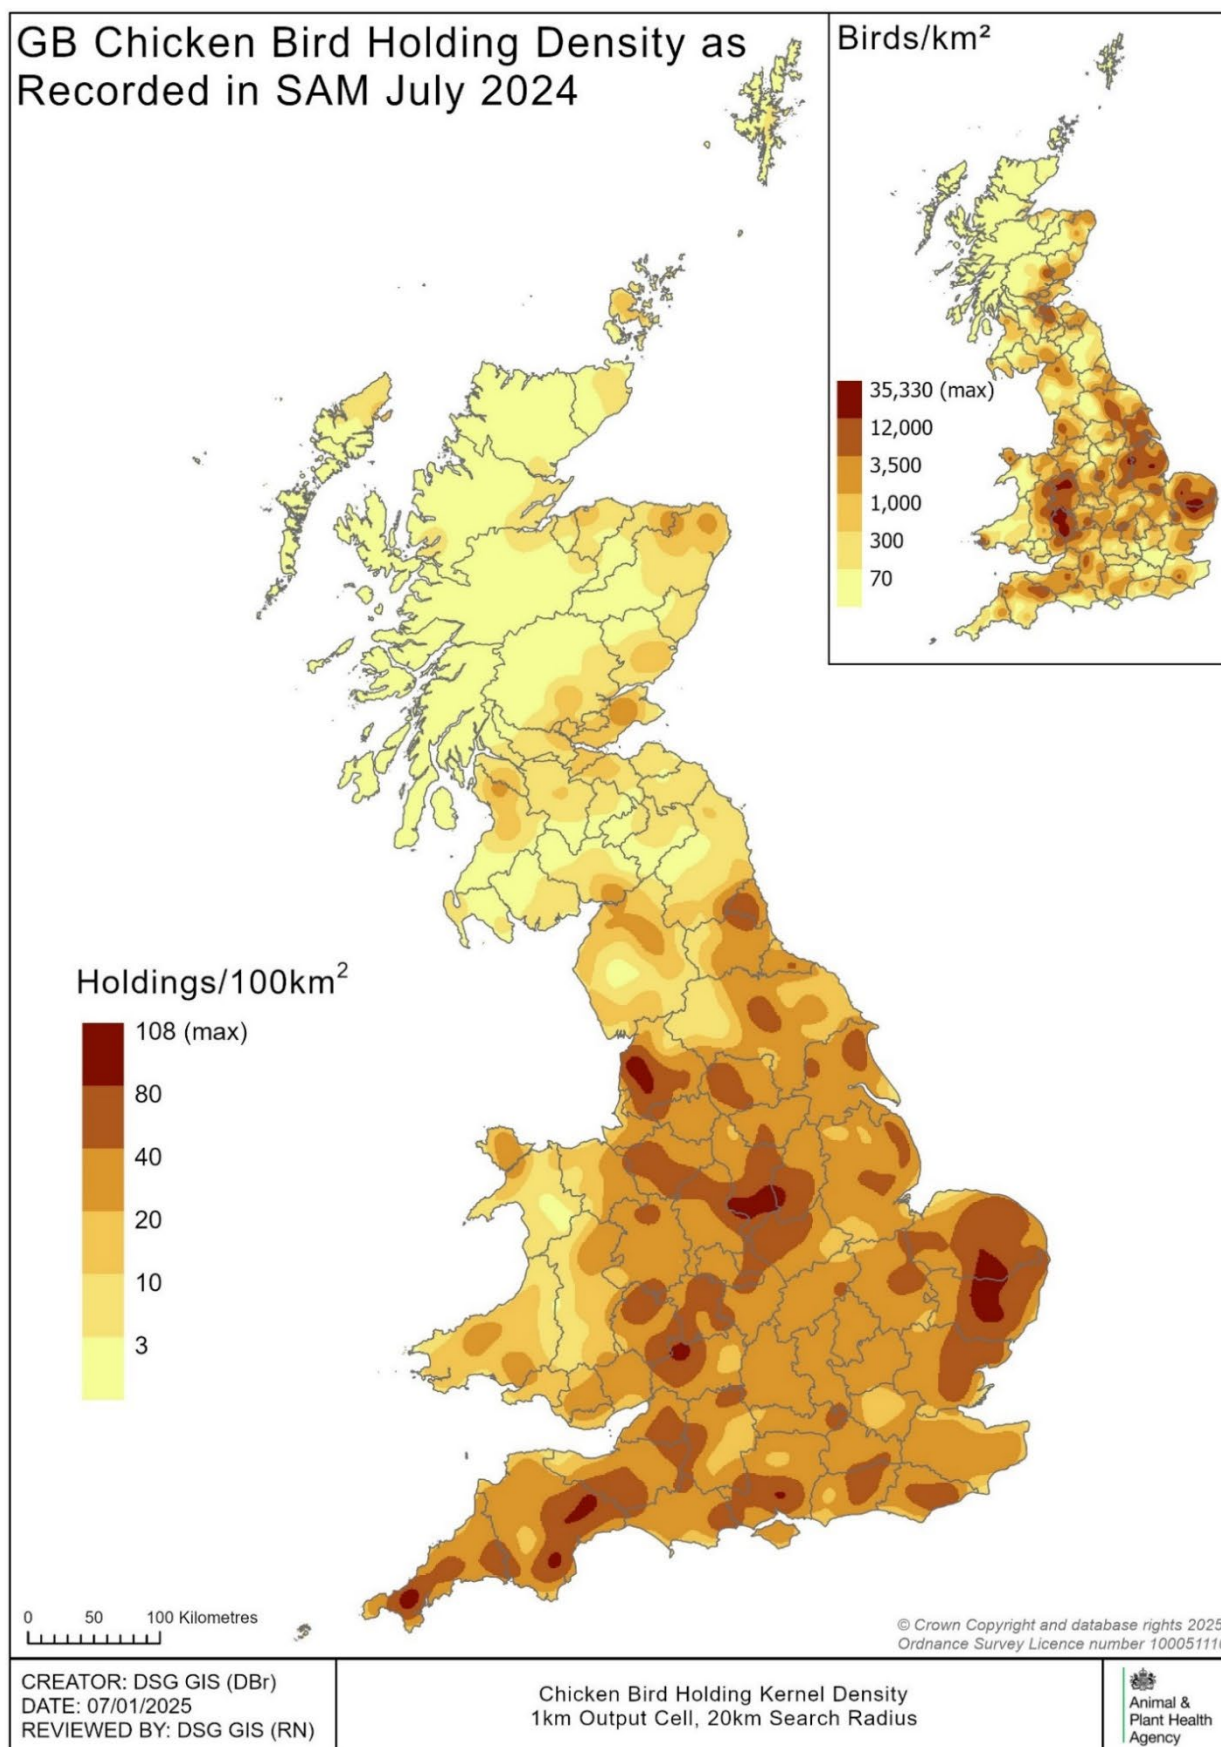 GB Chicken Bird Holding Density as
Recorded in SAM July 2024
Birds/km²
35,330 (max)
12,000
3,500
1,000
300
70
Holdings/100km²
108 (max)
80
40
20
10
3
0 50 100 Kilometres
© Crown Copyright and database rights 2025
Ordnance Survey Licence number
CREATOR: DSG GIS (DBr)
DATE: 07/01/2025
REVIEWED BY: DSG GIS (RN)
Chicken Bird Holding Kernel Density
1km Output Cell, 20km Search Radius
Animal &
Plant Health
Agency